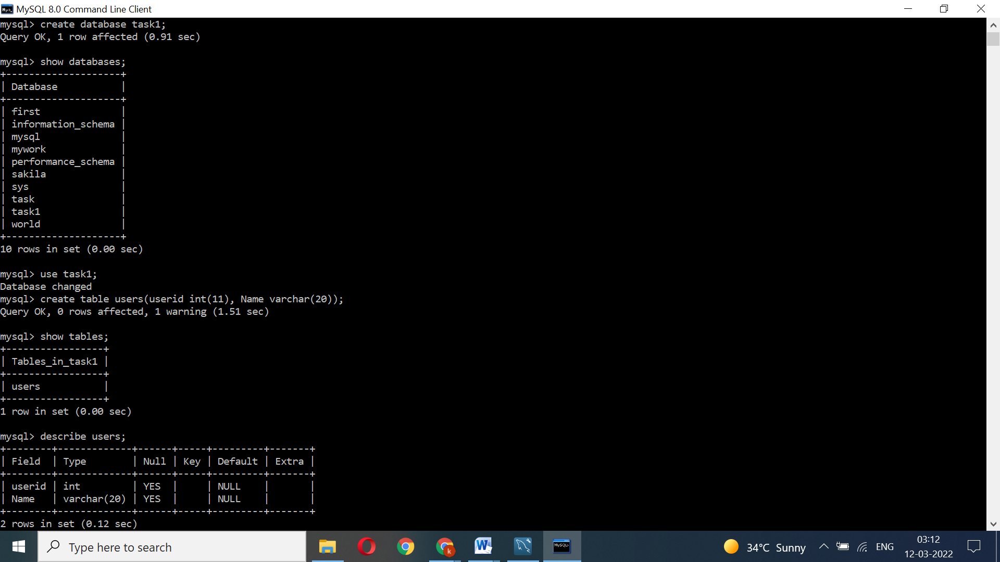 MySQL 8.0 Command Line Client
mysql> create database task1;
Query OK, 1 row affected (0.91 sec)
mysql> show databases;
+--------------------+
| Database           |
+--------------------+
| first              |
| information_schema |
| mysql              |
| mywork             |
| performance_schema |
| sakila             |
| sys                |
| task               |
| task1              |
| world              |
+--------------------+
10 rows in set (0.00 sec)
mysql> use task1;
Database changed
mysql> create table users(userid int(11), Name varchar(20));
Query OK, 0 rows affected, 1 warning (1.51 sec)
mysql> show tables;
+-----------------+
| Tables_in_task1 |
+-----------------+
| users           |
+-----------------+
1 row in set (0.00 sec)
mysql> describe users;
+--------+-------------+------+-----+---------+-------+
| Field  | Type        | Null | Key | Default | Extra |
+--------+-------------+------+-----+---------+-------+
| userid | int         | YES  |     | NULL    |       |
| Name   | varchar(20) | YES  |     | NULL    |       |
+--------+-------------+------+-----+---------+-------+
2 rows in set (0.12 sec)
Type here to search
k
W
MySQL>
34°C Sunny
ENG
03:12
12-03-2022